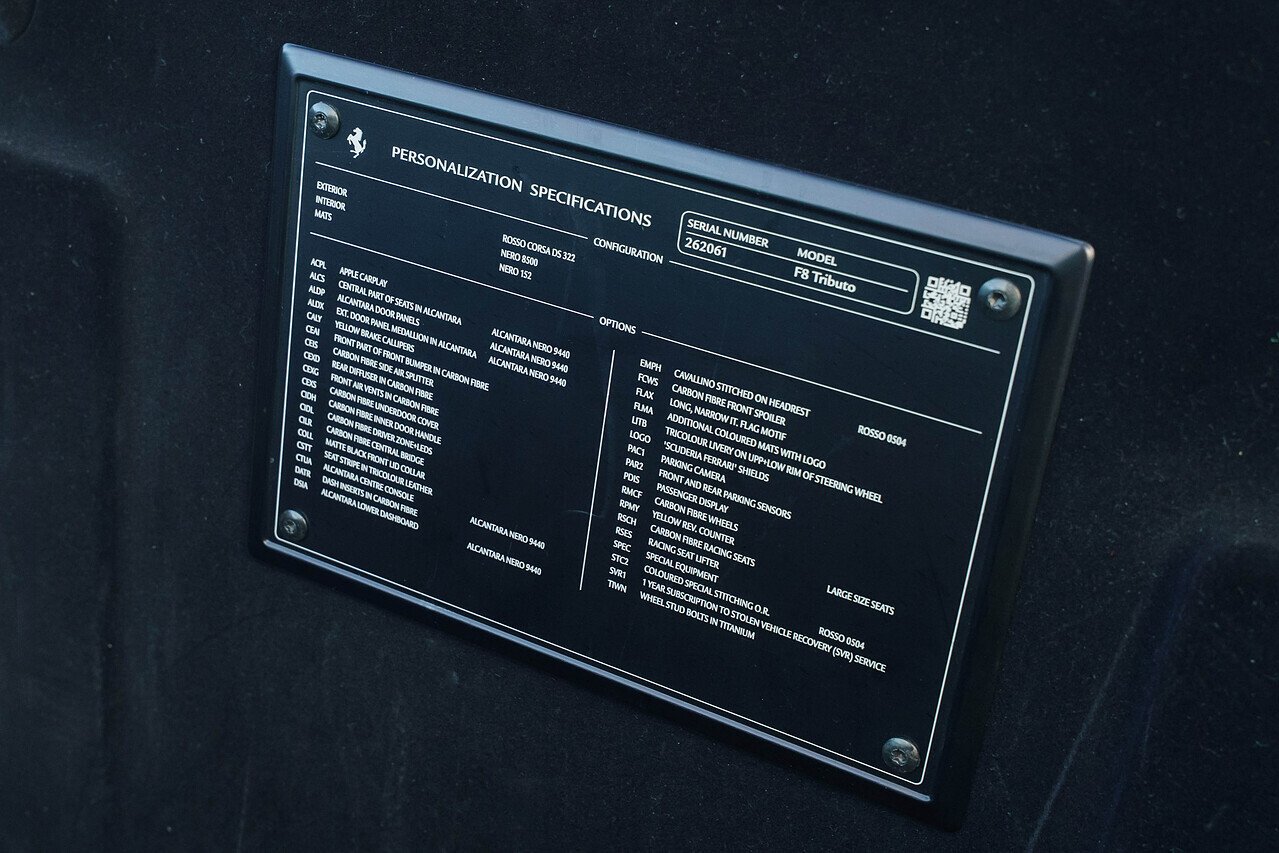 PERSONALIZATION SPECIFICATIONS
SERIAL NUMBER MODEL
262061 F8 Tributo
CONFIGURATION
EXTERIOR ROSSO CORSA DS 322
INTERIOR NERO 8500
MATS NERO 152
OPTIONS
ACPL APPLE CARPLAY
ALCS CENTRAL PART OF SEATS IN ALCANTARA ALCANTARA NERO 9440
ALDP ALCANTARA DOOR PANELS ALCANTARA NERO 9440
ALDX EXT. DOOR PANEL MEDALLION IN ALCANTARA ALCANTARA NERO 9440
CALY YELLOW BRAKE CALLIPERS
CEAI FRONT PART OF FRONT BUMPER IN CARBON FIBRE
CEIS CARBON FIBRE SIDE AIR SPLITTER
CEXD REAR DIFFUSER IN CARBON FIBRE
CEXG FRONT AIR VENTS IN CARBON FIBRE
CEXS CARBON FIBRE UNDERDOOR COVER
CIDH CARBON FIBRE INNER DOOR HANDLE
CIDL CARBON FIBRE DRIVER ZONE+LEDS
CILR CARBON FIBRE CENTRAL BRIDGE
COLL MATTE BLACK FRONT LID COLLAR
CSTT SEAT STRIPE IN TRICOLOUR LEATHER
CTUA ALCANTARA CENTRE CONSOLE ALCANTARA NERO 9440
DATR DASH INSERTS IN CARBON FIBRE
DSIA ALCANTARA LOWER DASHBOARD ALCANTARA NERO 9440
EMPH CAVALLINO STITCHED ON HEADREST ROSSO 0504
FCWS CARBON FIBRE FRONT SPOILER
FLAX LONG, NARROW IT. FLAG MOTIF
FLMA ADDITIONAL COLOURED MATS WITH LOGO
LITB TRICOLOUR LIVERY ON UPP+LOW RIM OF STEERING WHEEL
LOGO 'SCUDERIA FERRARI' SHIELDS
PAC1 PARKING CAMERA
PAR2 FRONT AND REAR PARKING SENSORS
PDIS PASSENGER DISPLAY
RMCF CARBON FIBRE WHEELS
RPMY YELLOW REV. COUNTER
RSCH CARBON FIBRE RACING SEATS LARGE SIZE SEATS
RSES RACING SEAT LIFTER
SPEC SPECIAL EQUIPMENT
STC2 COLOURED SPECIAL STITCHING O.R. ROSSO 0504
SVR1 1 YEAR SUBSCRIPTION TO STOLEN VEHICLE RECOVERY (SVR) SERVICE
TIWN WHEEL STUD BOLTS IN TITANIUM